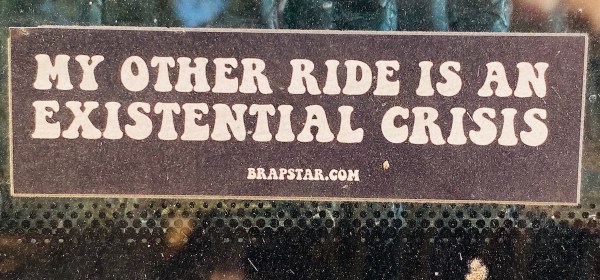 MY OTHER RIDE IS AN
EXISTENTIAL CRISIS
BRAPSTAR.COM